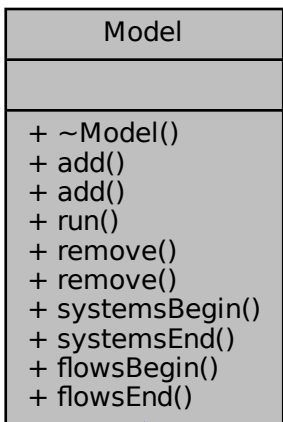 Model
+ ~Model()
+ add()
+ add()
+ run()
+ remove()
+ remove()
+ systemsBegin()
+ systemsEnd()
+ flowsBegin()
+ flowsEnd()